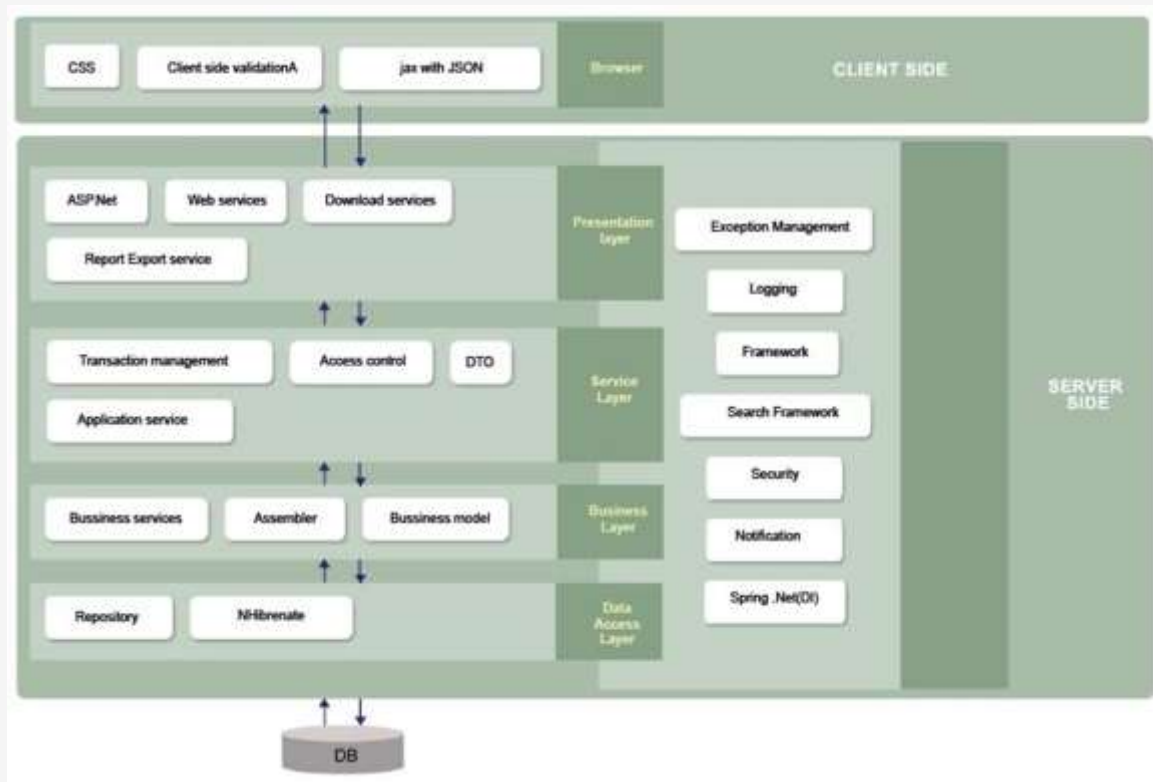 CSS
Client side validationA
jax with JSON
Browser
CLIENT SIDE
ASP.Net
Web services
Download services
Report Export service
Presentation
layer
Transaction management
Access control
DTO
Application service
Service
Layer
Bussiness services
Assembler
Bussiness model
Business
Layer
Repository
NHibrenate
Data
Access
Layer
Exception Management
Logging
Framework
Search Framework
Security
Notification
Spring .Net(DI)
SERVER
SIDE
DB